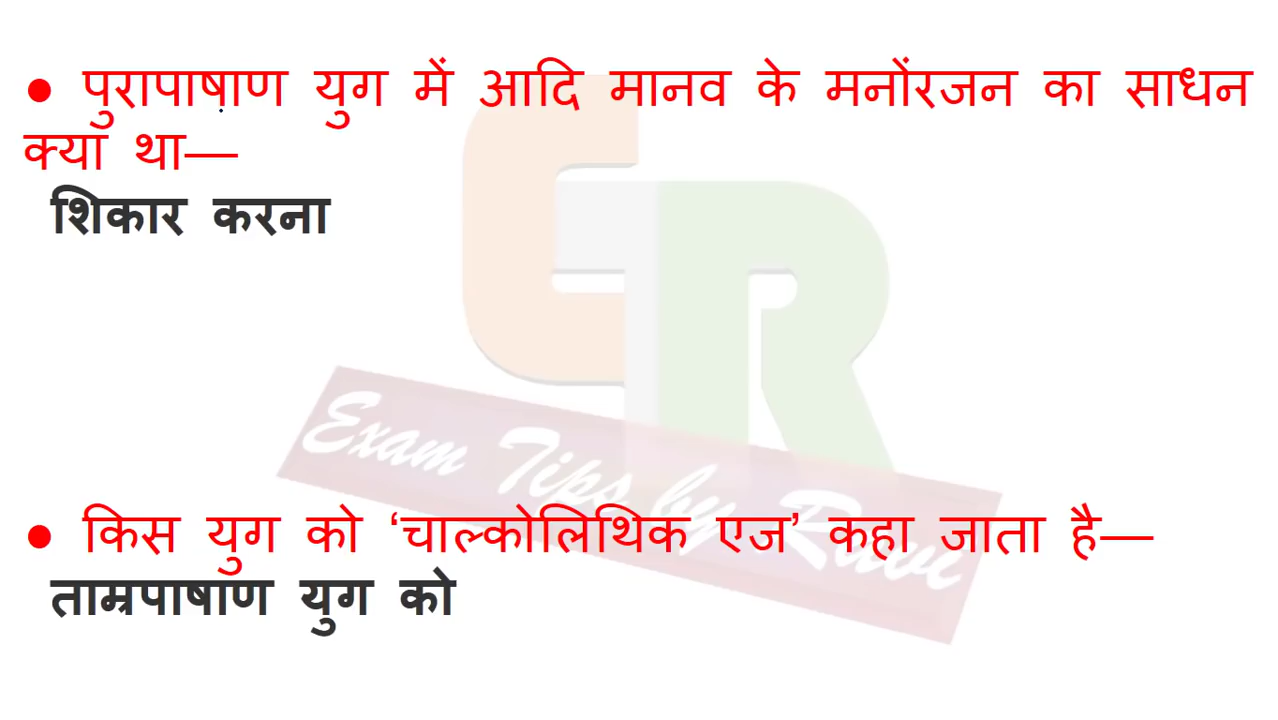 ● पुरापाषाण युग में आदि मानव के मनोंरजन का साधन
क्या था—
शिकार करना
Exam Tips by Ravi
● किस युग को ‘चाल्कोलिथिक एज’ कहा जाता है—
ताम्रपाषाण युग को